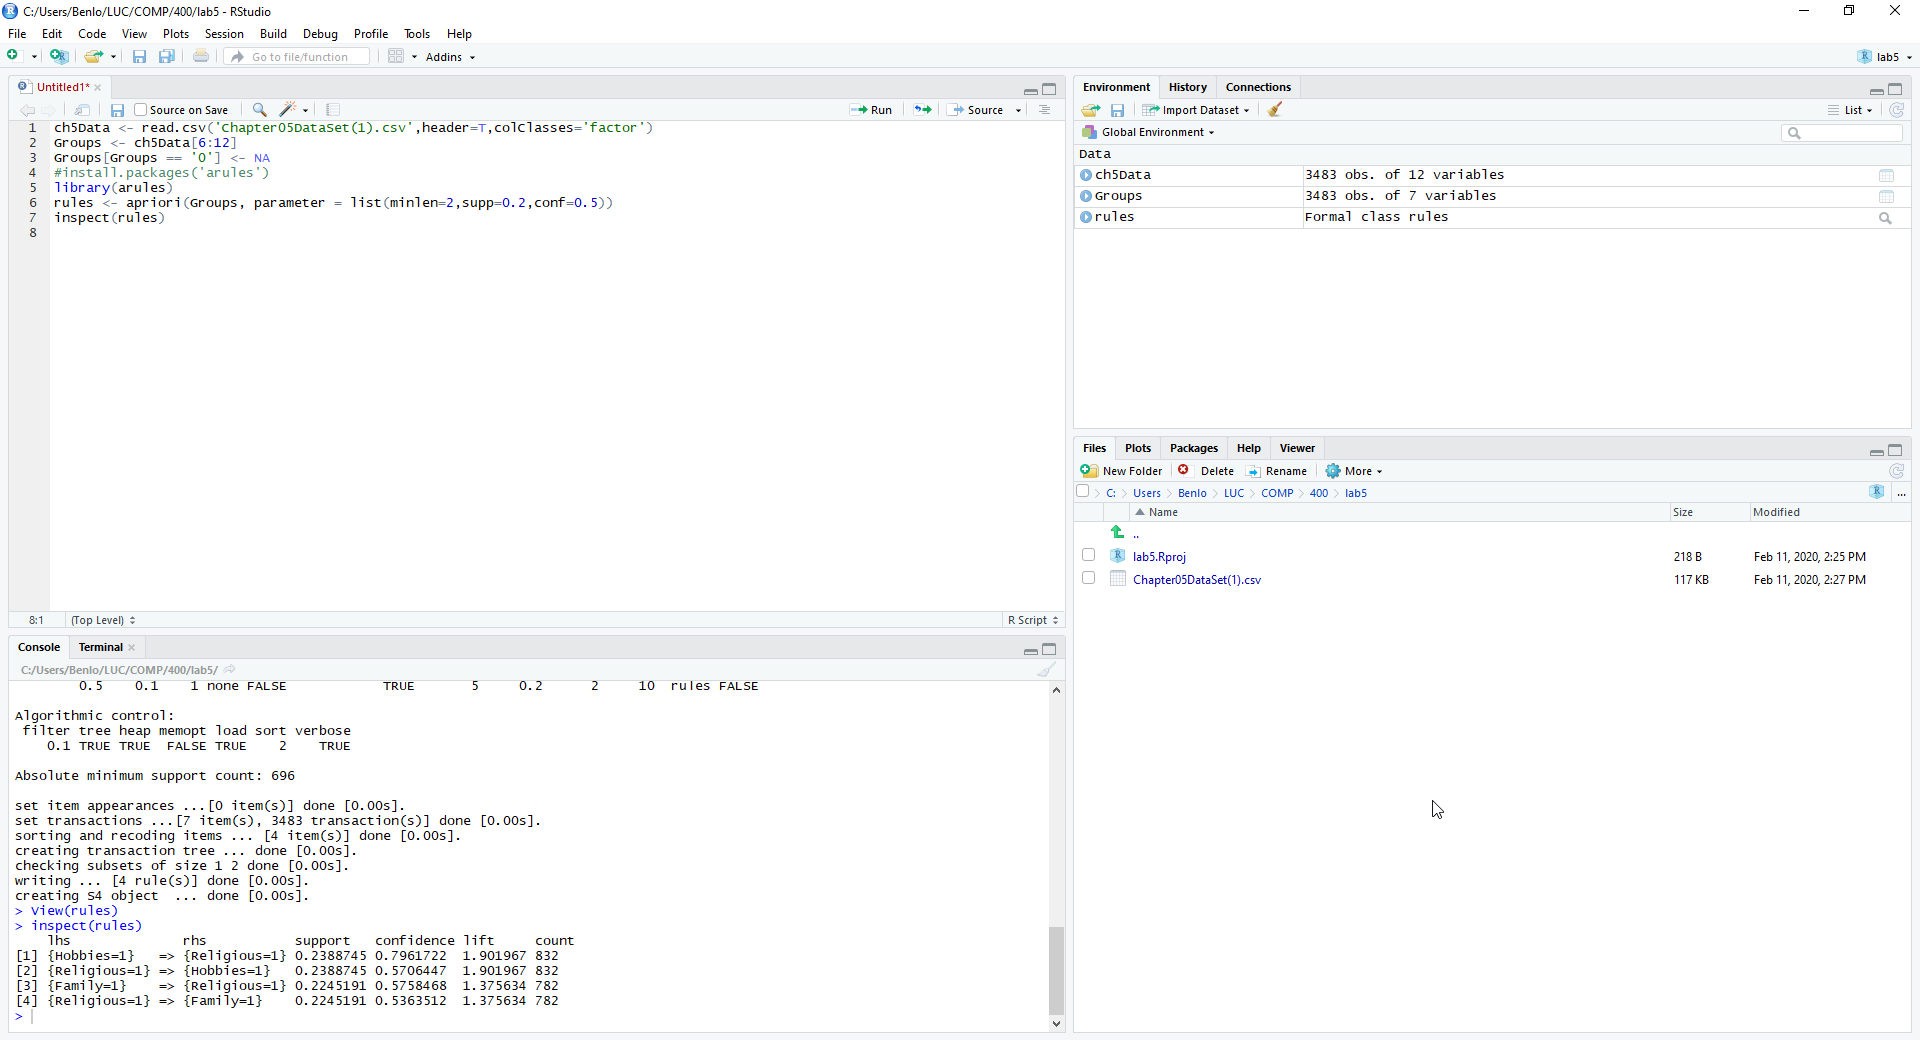 C:/Users/Benlo/LUC/COMP/400/lab5 - RStudio
File Edit Code View Plots Session Build Debug Profile Tools Help
Go to file/function Addins lab5
Untitled1*
Source on Save Run Source
1 ch5Data <- read.csv('Chapter05DataSet(1).csv',header=T,colClasses='factor')
2 Groups <- ch5Data[6:12]
3 Groups[Groups == '0'] <- NA
4 #install.packages('arules')
5 library(arules)
6 rules <- apriori(Groups, parameter = list(minlen=2,supp=0.2,conf=0.5))
7 inspect(rules)
8
8:1 (Top Level) R Script
Console Terminal
C:/Users/Benlo/LUC/COMP/400/lab5/
0.5 0.1 1 none FALSE TRUE 5 0.2 2 10 rules FALSE
Algorithmic control:
filter tree heap memopt load sort verbose
0.1 TRUE TRUE FALSE TRUE 2 TRUE
Absolute minimum support count: 696
set item appearances ...[0 item(s)] done [0.00s].
set transactions ...[7 item(s), 3483 transaction(s)] done [0.00s].
sorting and recoding items ... [4 item(s)] done [0.00s].
creating transaction tree ... done [0.00s].
checking subsets of size 1 2 done [0.00s].
writing ... [4 rule(s)] done [0.00s].
creating S4 object ... done [0.00s].
> View(rules)
> inspect(rules)
lhs rhs support confidence lift count
[1] {Hobbies=1} => {Religious=1} 0.2388745 0.7961722 1.901967 832
[2] {Religious=1} => {Hobbies=1} 0.2388745 0.5706447 1.901967 832
[3] {Family=1} => {Religious=1} 0.2245191 0.5758468 1.375634 782
[4] {Religious=1} => {Family=1} 0.2245191 0.5363512 1.375634 782
>
Environment History Connections
Import Dataset List
Global Environment
Data
ch5Data 3483 obs. of 12 variables
Groups 3483 obs. of 7 variables
rules Formal class rules
Files Plots Packages Help Viewer
New Folder Delete Rename More
C: Users Benlo LUC COMP 400 lab5 ...
Name Size Modified
..
lab5.Rproj 218 B Feb 11, 2020, 2:25 PM
Chapter05DataSet(1).csv 117 KB Feb 11, 2020, 2:27 PM